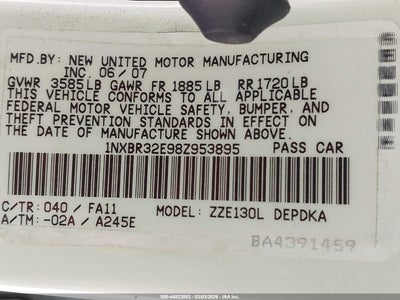 MFD.BY: NEW UNITED MOTOR MANUFACTURING
INC. 06/07
GVWR 3585LB GAWR FR 1885LB RR 1720LB
THIS VEHICLE CONFORMS TO ALL APPLICABLE
FEDERAL MOTOR VEHICLE SAFETY, BUMPER, AND
THEFT PREVENTION STANDARDS IN EFFECT ON
THE DATE OF MANUFACTURE SHOWN ABOVE.
1NXBR32E98Z953895 PASS CAR
C/TR: 040 / FA11 MODEL: ZZE130L DEPDKA
A/TM: -02A / A245E
BA4391459